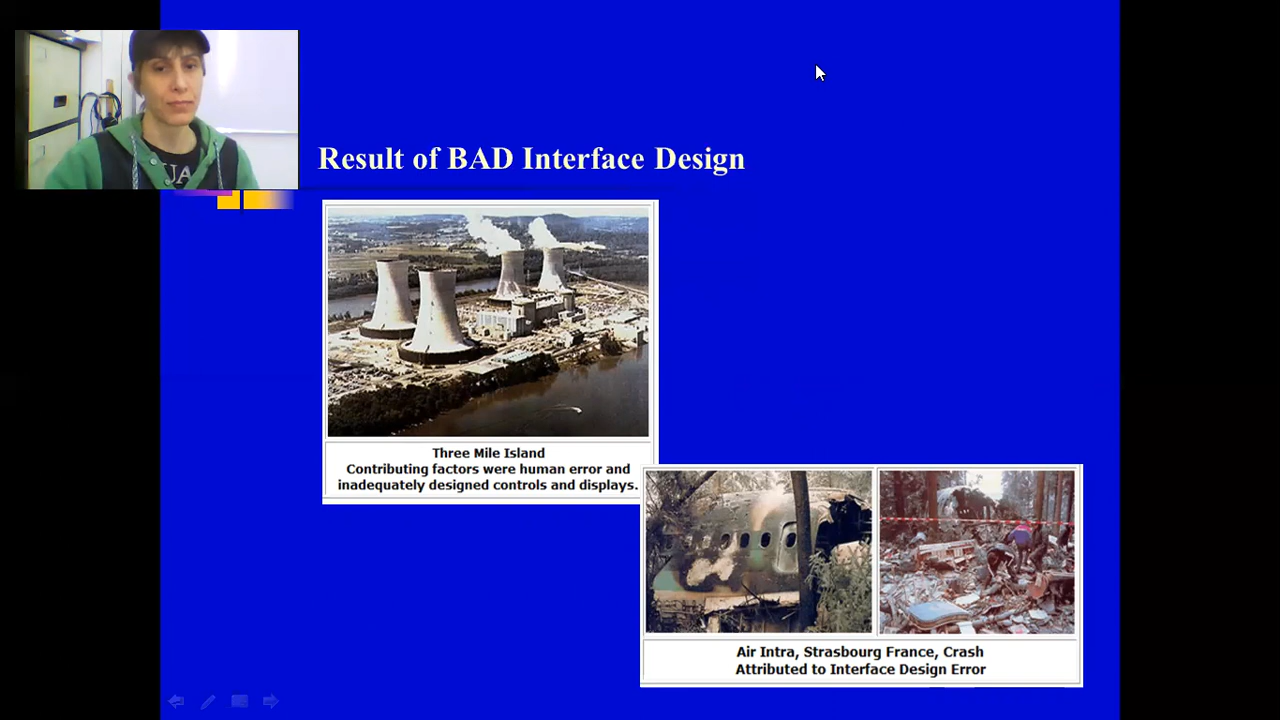 Result of BAD Interface Design
Three Mile Island
Contributing factors were human error and
inadequately designed controls and displays.
Air Intra, Strasbourg France, Crash
Attributed to Interface Design Error